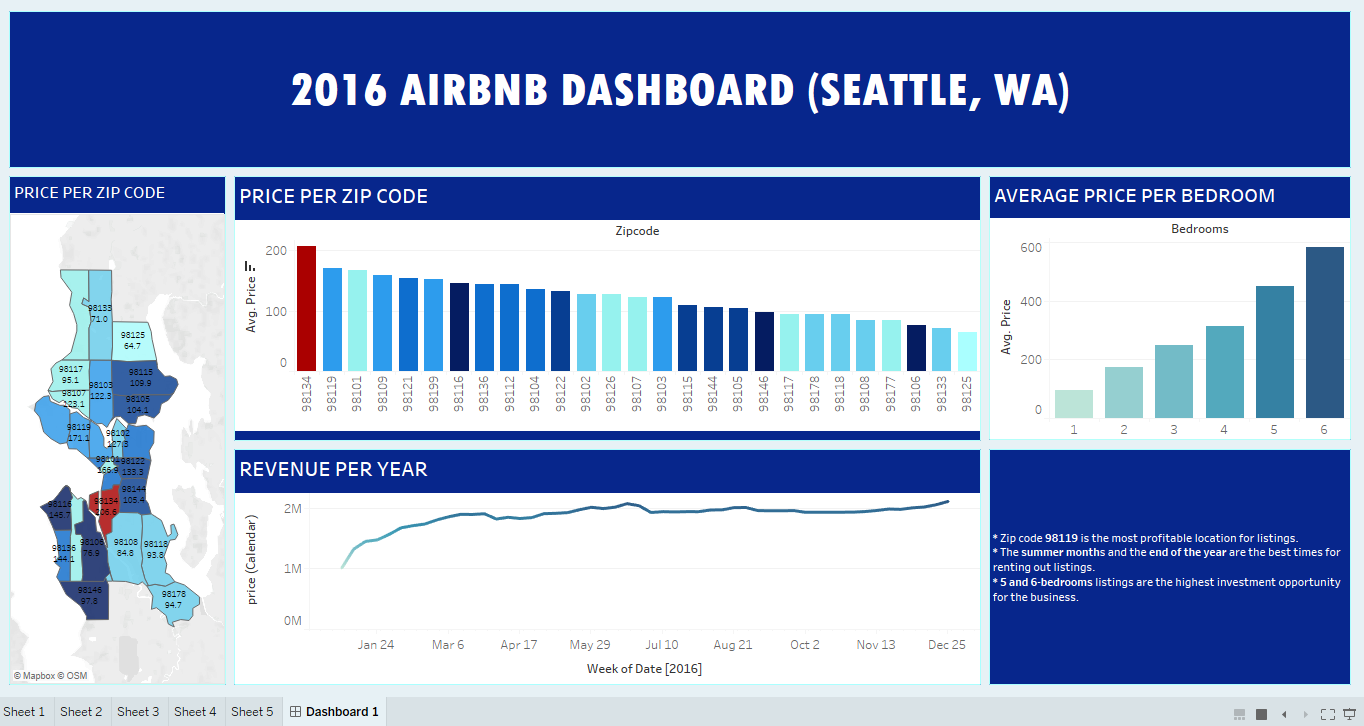 2016 AIRBNB DASHBOARD (SEATTLE, WA)
PRICE PER ZIP CODE
98133
71.0
98125
64.7
98117
95.1
98115
109.9
98103
122.3
98107
123.1
98105
104.1
98119
171.1
98102
127.3
98122
133.3
98144
105.4
98134
98116
145.7
98136
144.1
98106
76.9
98108
84.8
98118
93.8
98146
97.8
98178
94.7
© Mapbox © OSM
PRICE PER ZIP CODE
Zipcode
Avg. Price
200
100
0
98134 98119 98101 98109 98121 98199 98116 98136 98112 98104 98122 98102 98126 98107 98103 98115 98144 98105 98146 98117 98178 98118 98108 98177 98106 98133 98125
AVERAGE PRICE PER BEDROOM
Bedrooms
Avg. Price
600
400
200
0
1 2 3 4 5 6
REVENUE PER YEAR
price (Calendar)
2M
1M
0M
Jan 24 Mar 6 Apr 17 May 29 Jul 10 Aug 21 Oct 2 Nov 13 Dec 25
Week of Date [2016]
* Zip code 98119 is the most profitable location for listings.
* The summer months and the end of the year are the best times for
renting out listings.
* 5 and 6-bedrooms listings are the highest investment opportunity
for the business.
Sheet 1 Sheet 2 Sheet 3 Sheet 4 Sheet 5 Dashboard 1